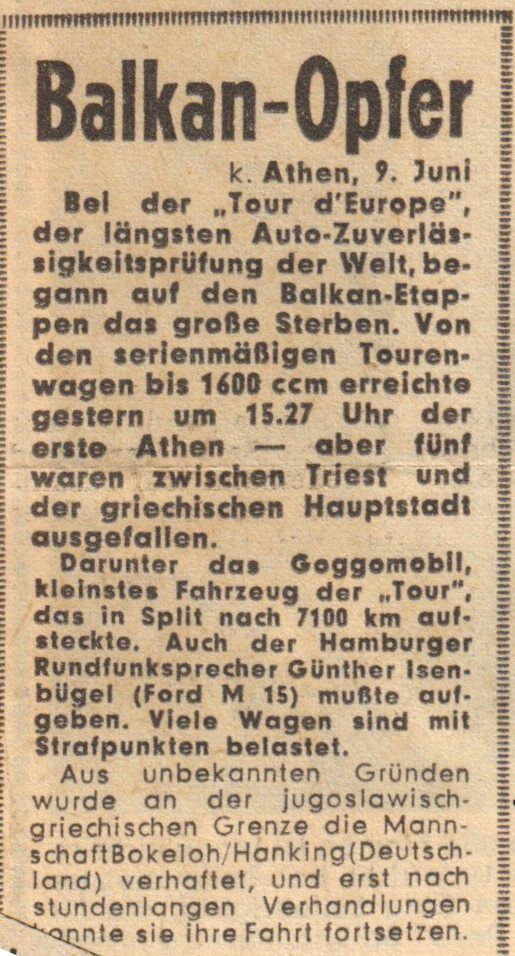 Balkan-Opfer
k. Athen, 9. Juni
Bei der „Tour d'Europe",
der längsten Auto-Zuverläs-
sigkeitsprüfung der Welt, be-
gann auf den Balkan-Etap-
pen das große Sterben. Von
den serienmäßigen Touren-
wagen bis 1600 ccm erreichte
gestern um 15.27 Uhr der
erste Athen — aber fünf
waren zwischen Triest und
der griechischen Hauptstadt
ausgefallen.
Darunter das Goggomobil,
kleinstes Fahrzeug der „Tour",
das in Split nach 7100 km auf-
steckte. Auch der Hamburger
Rundfunksprecher Günther Isen-
bügel (Ford M 15) mußte auf-
geben. Viele Wagen sind mit
Strafpunkten belastet.
Aus unbekannten Gründen
wurde an der jugoslawisch-
griechischen Grenze die Mann-
schaft Bokeloh/Hanking (Deutsch-
land) verhaftet, und erst nach
stundenlangen Verhandlungen
konnte sie ihre Fahrt fortsetzen.